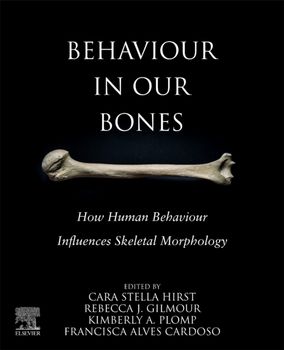 BEHAVIOUR
IN OUR
BONES
How Human Behaviour
Influences Skeletal Morphology
EDITED BY
CARA STELLA HIRST
REBECCA J. GILMOUR
KIMBERLY A. PLOMP
FRANCISCA ALVES CARDOSO
ELSEVIER